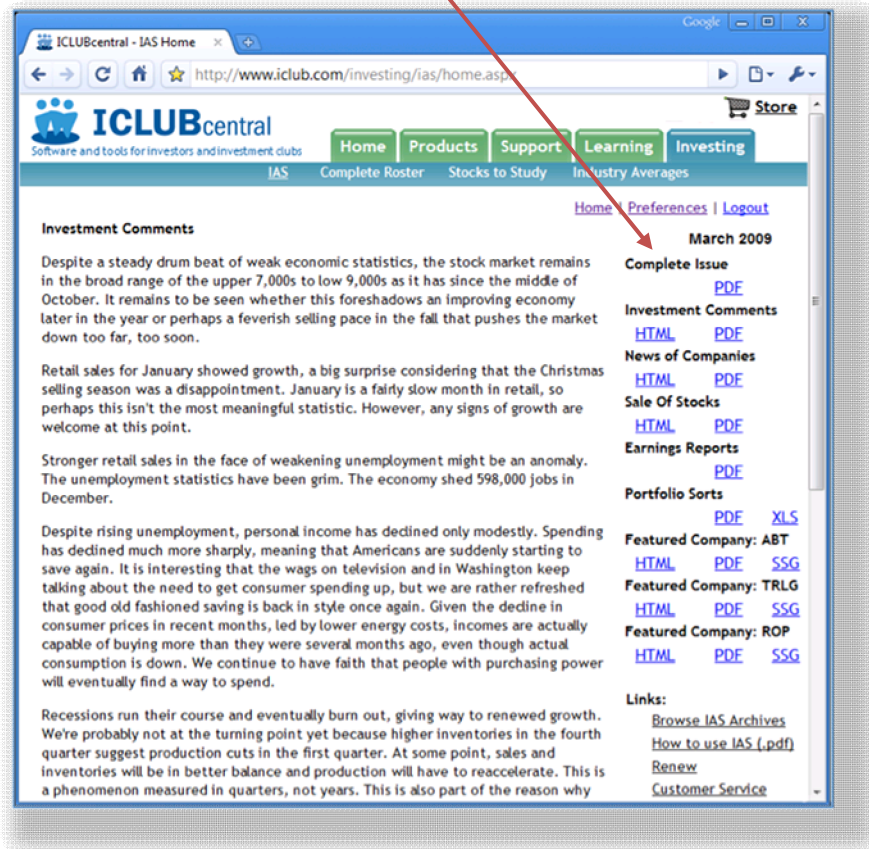 Google
ICLUBcentral - IAS Home
http://www.iclub.com/investing/ias/home.aspx
Store
ICLUBcentral
Software and tools for investors and investment clubs
Home Products Support Learning Investing
IAS Complete Roster Stocks to Study Industry Averages
Home | Preferences | Logout
Investment Comments
Despite a steady drum beat of weak economic statistics, the stock market remains
in the broad range of the upper 7,000s to low 9,000s as it has since the middle of
October. It remains to be seen whether this foreshadows an improving economy
later in the year or perhaps a feverish selling pace in the fall that pushes the market
down too far, too soon.
Retail sales for January showed growth, a big surprise considering that the Christmas
selling season was a disappointment. January is a fairly slow month in retail, so
perhaps this isn't the most meaningful statistic. However, any signs of growth are
welcome at this point.
Stronger retail sales in the face of weakening unemployment might be an anomaly.
The unemployment statistics have been grim. The economy shed 598,000 jobs in
December.
Despite rising unemployment, personal income has declined only modestly. Spending
has declined much more sharply, meaning that Americans are suddenly starting to
save again. It is interesting that the wags on television and in Washington keep
talking about the need to get consumer spending up, but we are rather refreshed
that good old fashioned saving is back in style once again. Given the decline in
consumer prices in recent months, led by lower energy costs, incomes are actually
capable of buying more than they were several months ago, even though actual
consumption is down. We continue to have faith that people with purchasing power
will eventually find a way to spend.
Recessions run their course and eventually burn out, giving way to renewed growth.
We're probably not at the turning point yet because higher inventories in the fourth
quarter suggest production cuts in the first quarter. At some point, sales and
inventories will be in better balance and production will have to reaccelerate. This is
a phenomenon measured in quarters, not years. This is also part of the reason why
March 2009
Complete Issue
PDF
Investment Comments
HTML PDF
News of Companies
HTML PDF
Sale Of Stocks
HTML PDF
Earnings Reports
PDF
Portfolio Sorts
PDF XLS
Featured Company: ABT
HTML PDF SSG
Featured Company: TRLG
HTML PDF SSG
Featured Company: ROP
HTML PDF SSG
Links:
Browse IAS Archives
How to use IAS (.pdf)
Renew
Customer Service